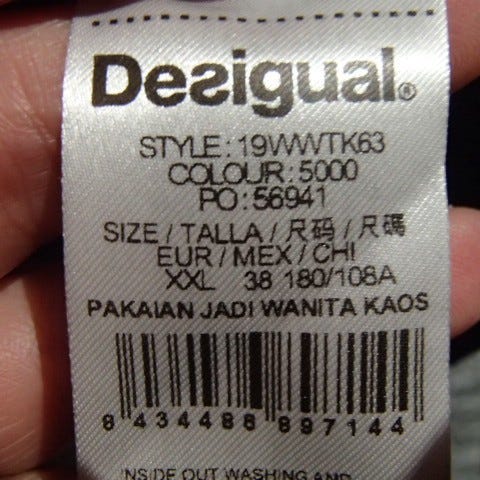 Desigual®
STYLE: 19WWTK63
COLOUR: 5000
PO: 56941
SIZE / TALLA / 尺码 / 尺碼
EUR / MEX / CHI
XXL 38 180/108A
PAKAIAN JADI WANITA KAOS
8 434488 897144
INSIDE OUT WASHING AND